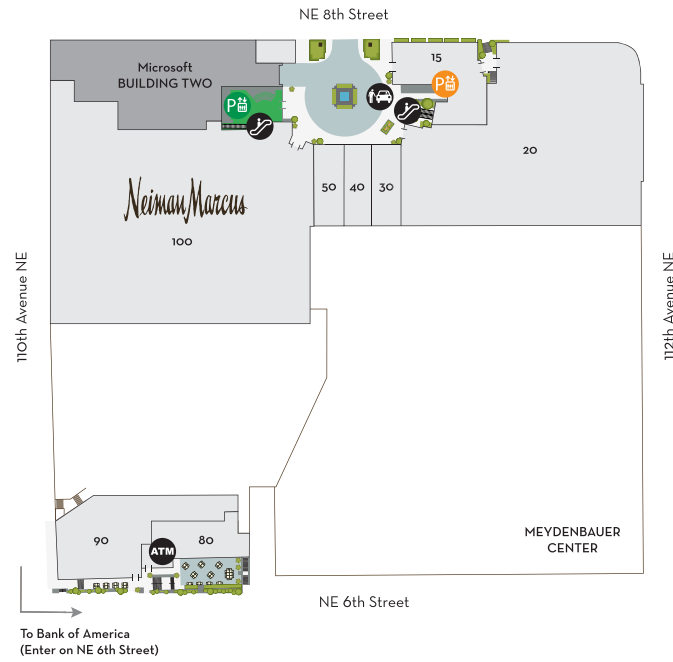 NE 8th Street
Microsoft
BUILDING TWO
15
P
P
20
50
40
30
Neiman Marcus
100
110th Avenue NE
112th Avenue NE
90
ATM
80
MEYDENBAUER
CENTER
NE 6th Street
To Bank of America
(Enter on NE 6th Street)